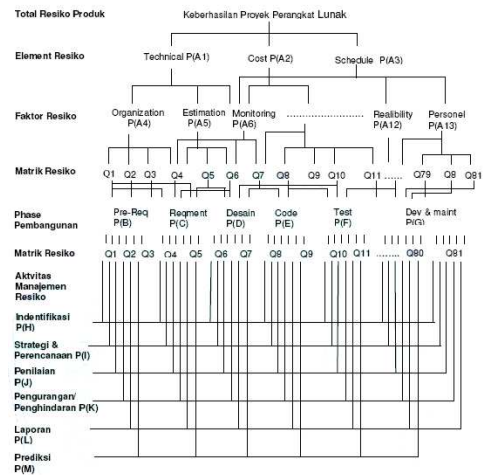 Total Resiko Produk Keberhasilan Proyek Perangkat Lunak
Element Resiko Technical P(A1) Cost P(A2) Schedule P(A3)
Faktor Resiko Organization Estimation Monitoring ........................ Realibility Personel
P(A4) P(A5) P(A6) P(A12) P(A13)
Matrik Resiko Q1 Q2 Q3 Q4 Q5 Q6 Q7 Q8 Q9 Q10 Q11 ...... Q79 Q8 Q81
Phase Pre-Req Reqment Desain Code Test Dev & maint
Pembangunan P(B) P(C) P(D) P(E) P(F) P(G)
Matrik Resiko Q1 Q2 Q3 Q4 Q5 Q6 Q7 Q8 Q9 Q10 Q11 ........ Q80 Q81
Aktvitas
Manajemen
Resiko
Indentifikasi
P(H)
Strategi &
Perencanaan P(I)
Penilaian
P(J)
Pengurangan/
Penghindaran P(K)
Laporan
P(L)
Prediksi
P(M)